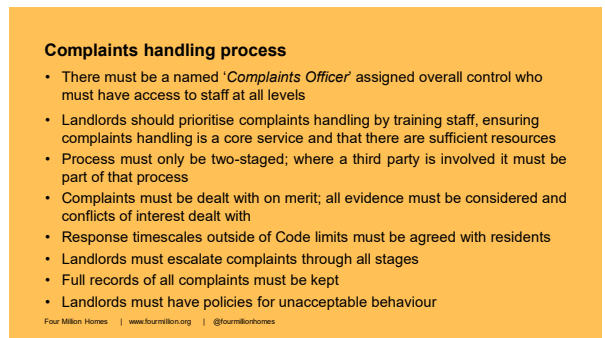 Complaints handling process
• There must be a named ‘Complaints Officer’ assigned overall control who
must have access to staff at all levels
• Landlords should prioritise complaints handling by training staff, ensuring
complaints handling is a core service and that there are sufficient resources
• Process must only be two-staged; where a third party is involved it must be
part of that process
• Complaints must be dealt with on merit; all evidence must be considered and
conflicts of interest dealt with
• Response timescales outside of Code limits must be agreed with residents
• Landlords must escalate complaints through all stages
• Full records of all complaints must be kept
• Landlords must have policies for unacceptable behaviour
Four Million Homes | www.fourmillion.org | @fourmillionhomes